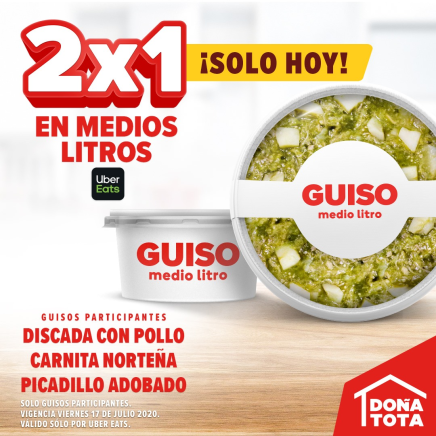 2x1
¡SOLO HOY!
EN MEDIOS
LITROS
Uber
Eats
GUISO
medio litro
GUISO
medio litro
GUISOS PARTICIPANTES
DISCADA CON POLLO
CARNITA NORTEÑA
PICADILLO ADOBADO
SOLO GUISOS PARTICIPANTES.
VIGENCIA VIERNES 17 DE JULIO 2020.
VALIDO SOLO POR UBER EATS.
DOÑA
TOTA